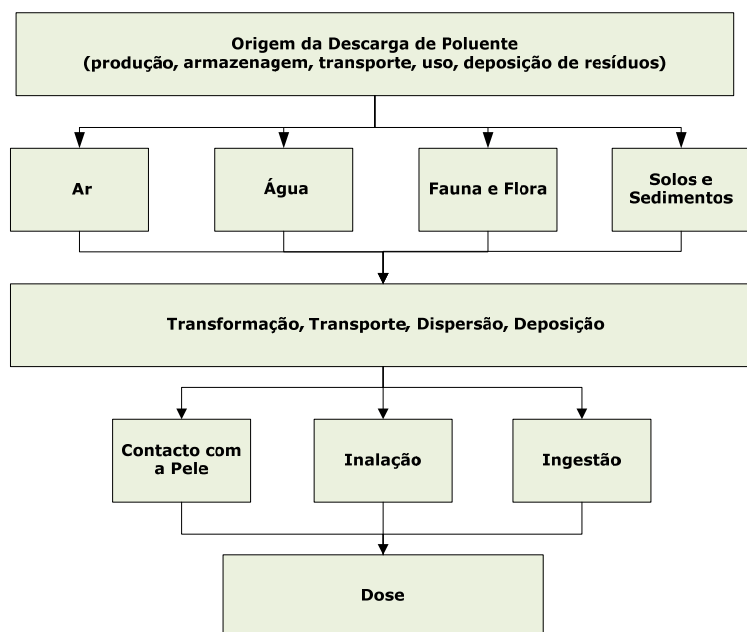 Origem da Descarga de Poluente
(produção, armazenagem, transporte, uso, deposição de resíduos)
Ar
Água
Fauna e Flora
Solos e
Sedimentos
Transformação, Transporte, Dispersão, Deposição
Contacto com
a Pele
Inalação
Ingestão
Dose